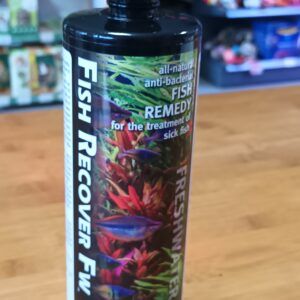 all-natural
anti-bacterial
FISH
REMEDY
for the treatment of
sick fish
FISH RECOVER FW
FRESHWATER